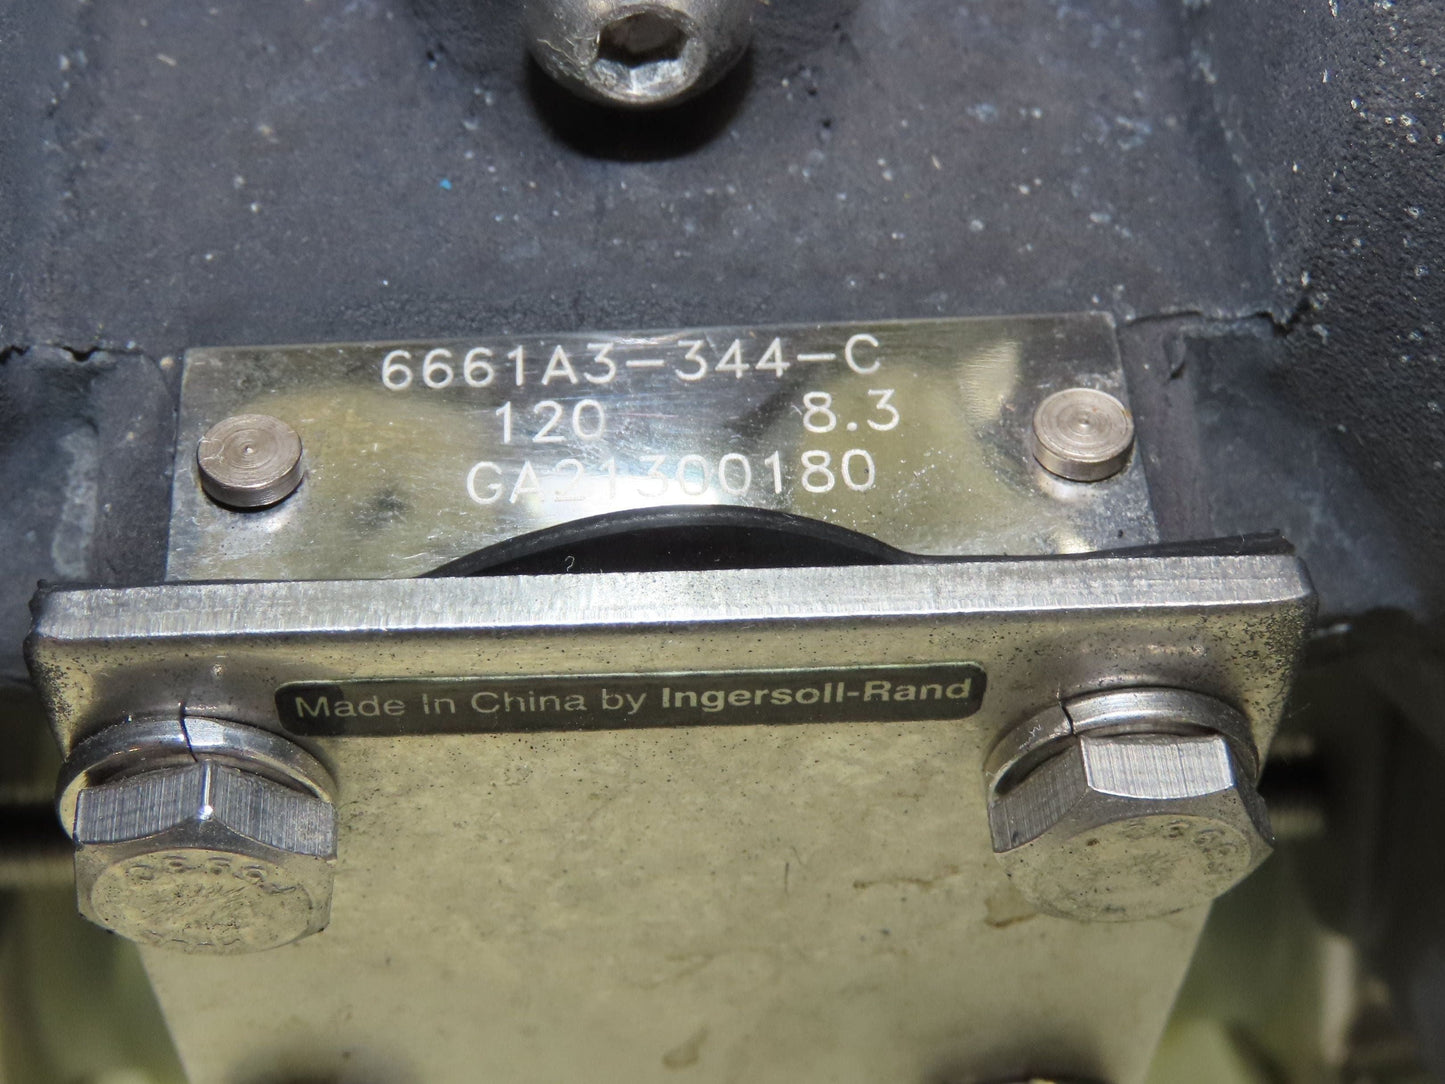 6661A3-344-C
120 8.3
GA21300180
Made In China by Ingersoll-Rand